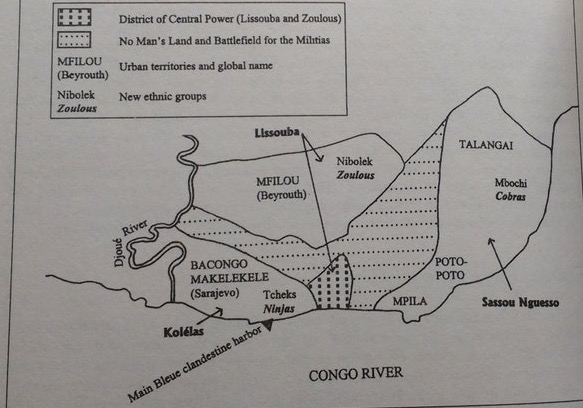 District of Central Power (Lissouba and Zoulous)
No Man's Land and Battlefield for the Militias
MFILOU
(Beyrouth)
Urban territories and global name
Nibolek
Zoulous
New ethnic groups
Lissouba
TALANGAI
Nibolek
Zoulous
MFILOU
(Beyrouth)
Mbochi
Cobras
Djoué River
BACONGO
MAKELEKELE
(Sarajevo)
Tcheks
Ninjas
POTO-
POTO
MPILA
Sassou Nguesso
Kolélas
Main Bleue clandestine harbor
CONGO RIVER